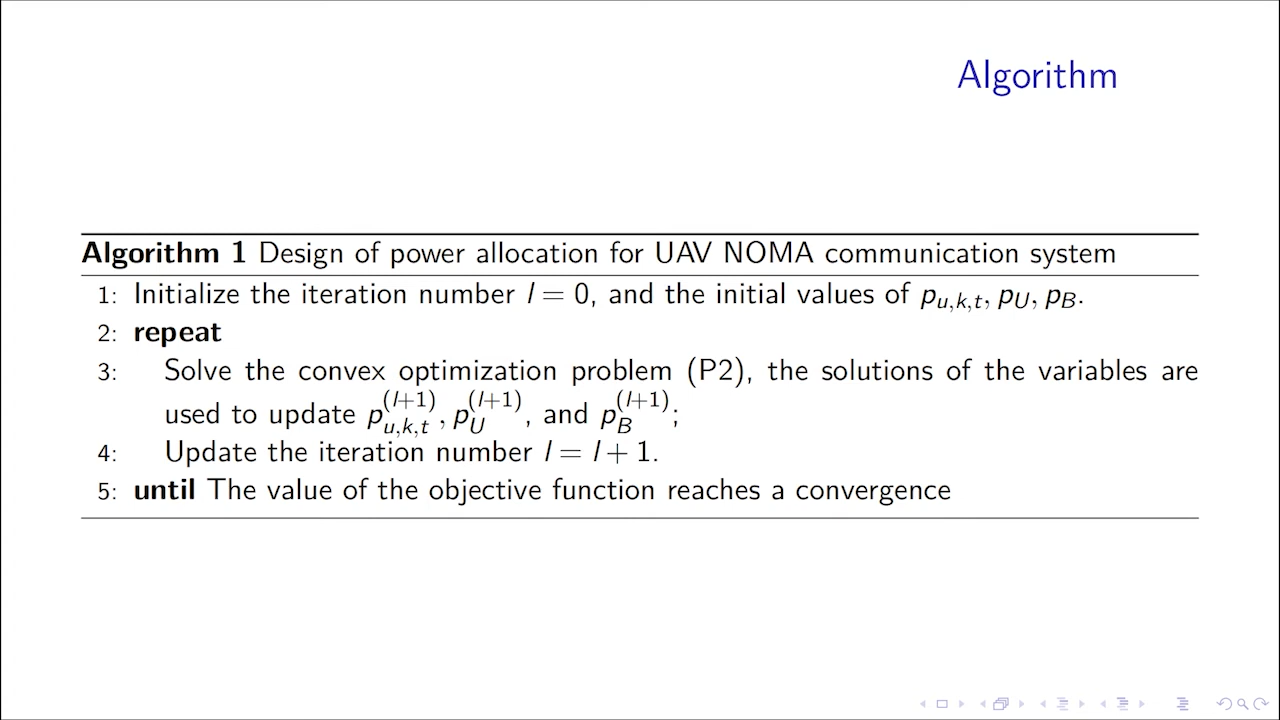 Algorithm
Algorithm 1 Design of power allocation for UAV NOMA communication system
1: Initialize the iteration number l = 0, and the initial values of p_{u,k,t}, p_U, p_B.
2: repeat
3: Solve the convex optimization problem (P2), the solutions of the variables are
used to update p_{u,k,t}^{(l+1)}, p_U^{(l+1)}, and p_B^{(l+1)};
4: Update the iteration number l = l + 1.
5: until The value of the objective function reaches a convergence